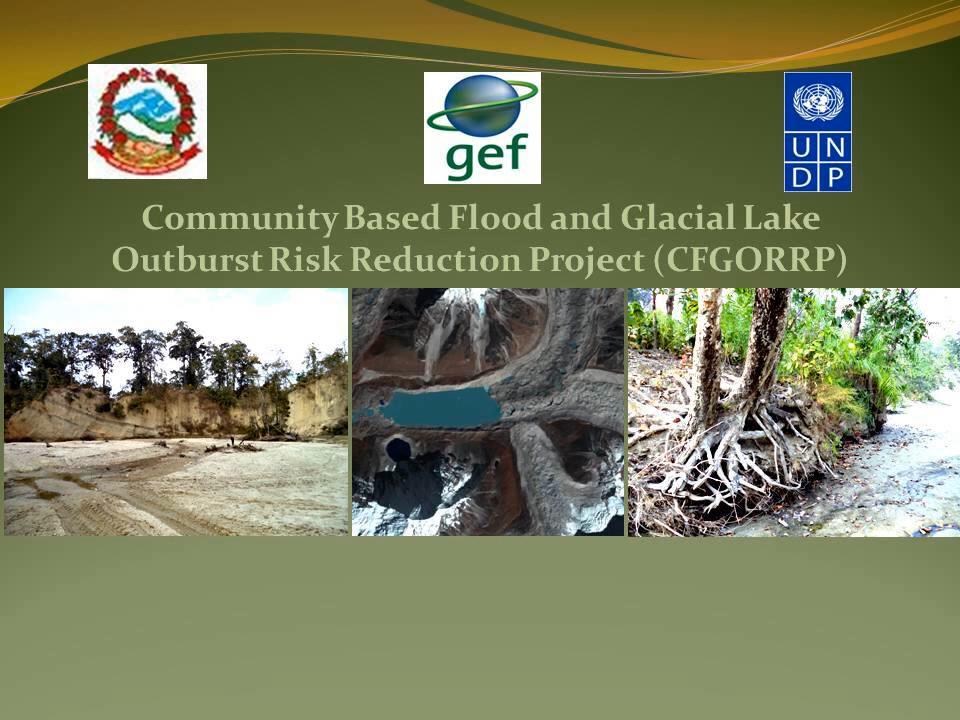 gef
U N
D P
Community Based Flood and Glacial Lake
Outburst Risk Reduction Project (CFGORRP)